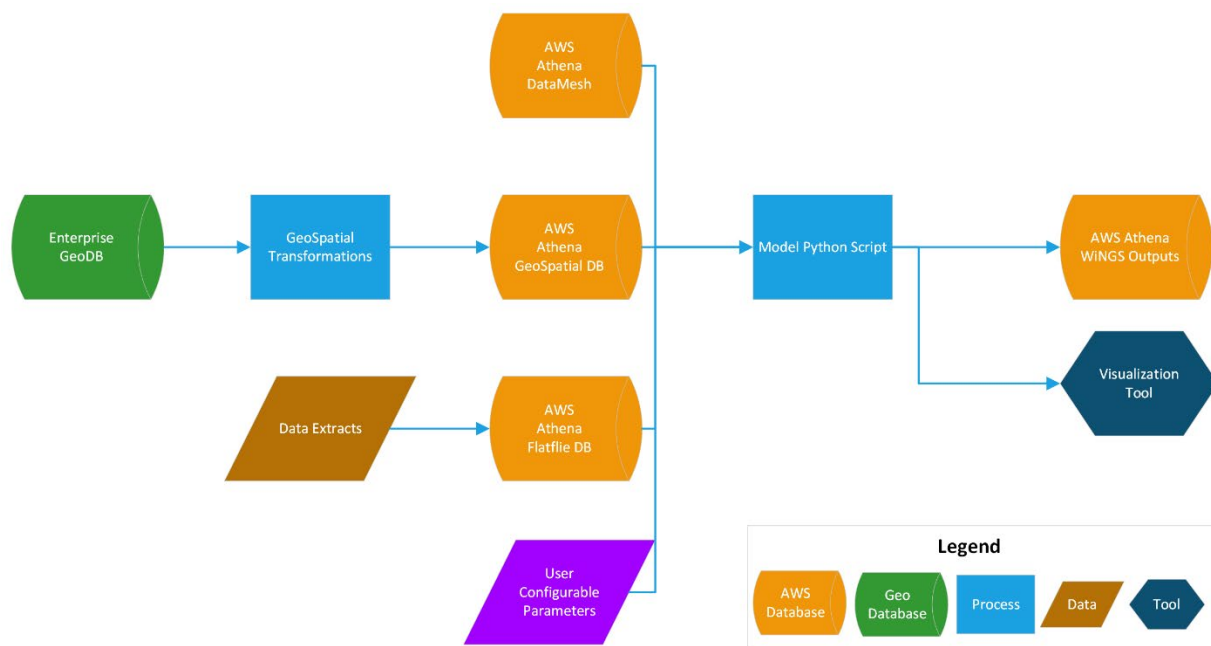 AWS
Athena
DataMesh
Enterprise
GeoDB
GeoSpatial
Transformations
AWS
Athena
GeoSpatial DB
Model Python Script
AWS Athena
WiNGS Outputs
Data Extracts
AWS
Athena
Flatflie DB
Visualization
Tool
User
Configurable
Parameters
Legend
AWS
Database
Geo
Database
Process
Data
Tool